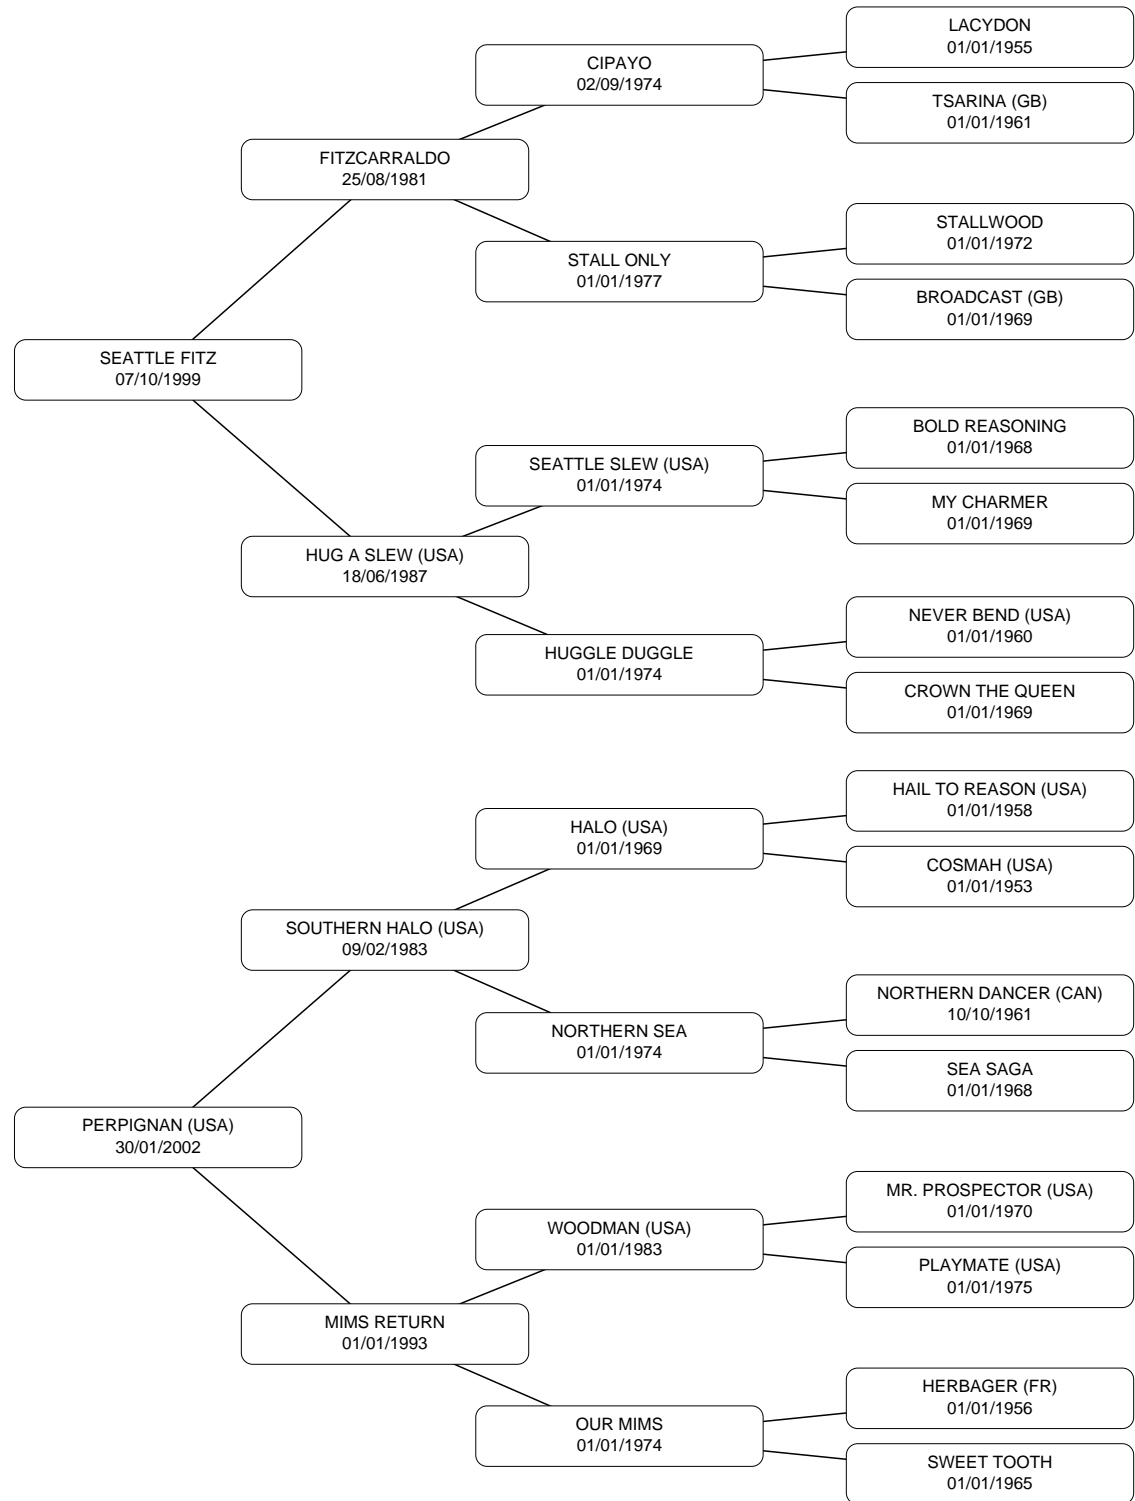 LACYDON
01/01/1955
CIPAYO
02/09/1974
TSARINA (GB)
01/01/1961
FITZCARRALDO
25/08/1981
STALLWOOD
01/01/1972
STALL ONLY
01/01/1977
BROADCAST (GB)
01/01/1969
SEATTLE FITZ
07/10/1999
BOLD REASONING
01/01/1968
SEATTLE SLEW (USA)
01/01/1974
MY CHARMER
01/01/1969
HUG A SLEW (USA)
18/06/1987
NEVER BEND (USA)
01/01/1960
HUGGLE DUGGLE
01/01/1974
CROWN THE QUEEN
01/01/1969
HAIL TO REASON (USA)
01/01/1958
HALO (USA)
01/01/1969
COSMAH (USA)
01/01/1953
SOUTHERN HALO (USA)
09/02/1983
NORTHERN DANCER (CAN)
10/10/1961
NORTHERN SEA
01/01/1974
SEA SAGA
01/01/1968
PERPIGNAN (USA)
30/01/2002
MR. PROSPECTOR (USA)
01/01/1970
WOODMAN (USA)
01/01/1983
PLAYMATE (USA)
01/01/1975
MIMS RETURN
01/01/1993
HERBAGER (FR)
01/01/1956
OUR MIMS
01/01/1974
SWEET TOOTH
01/01/1965